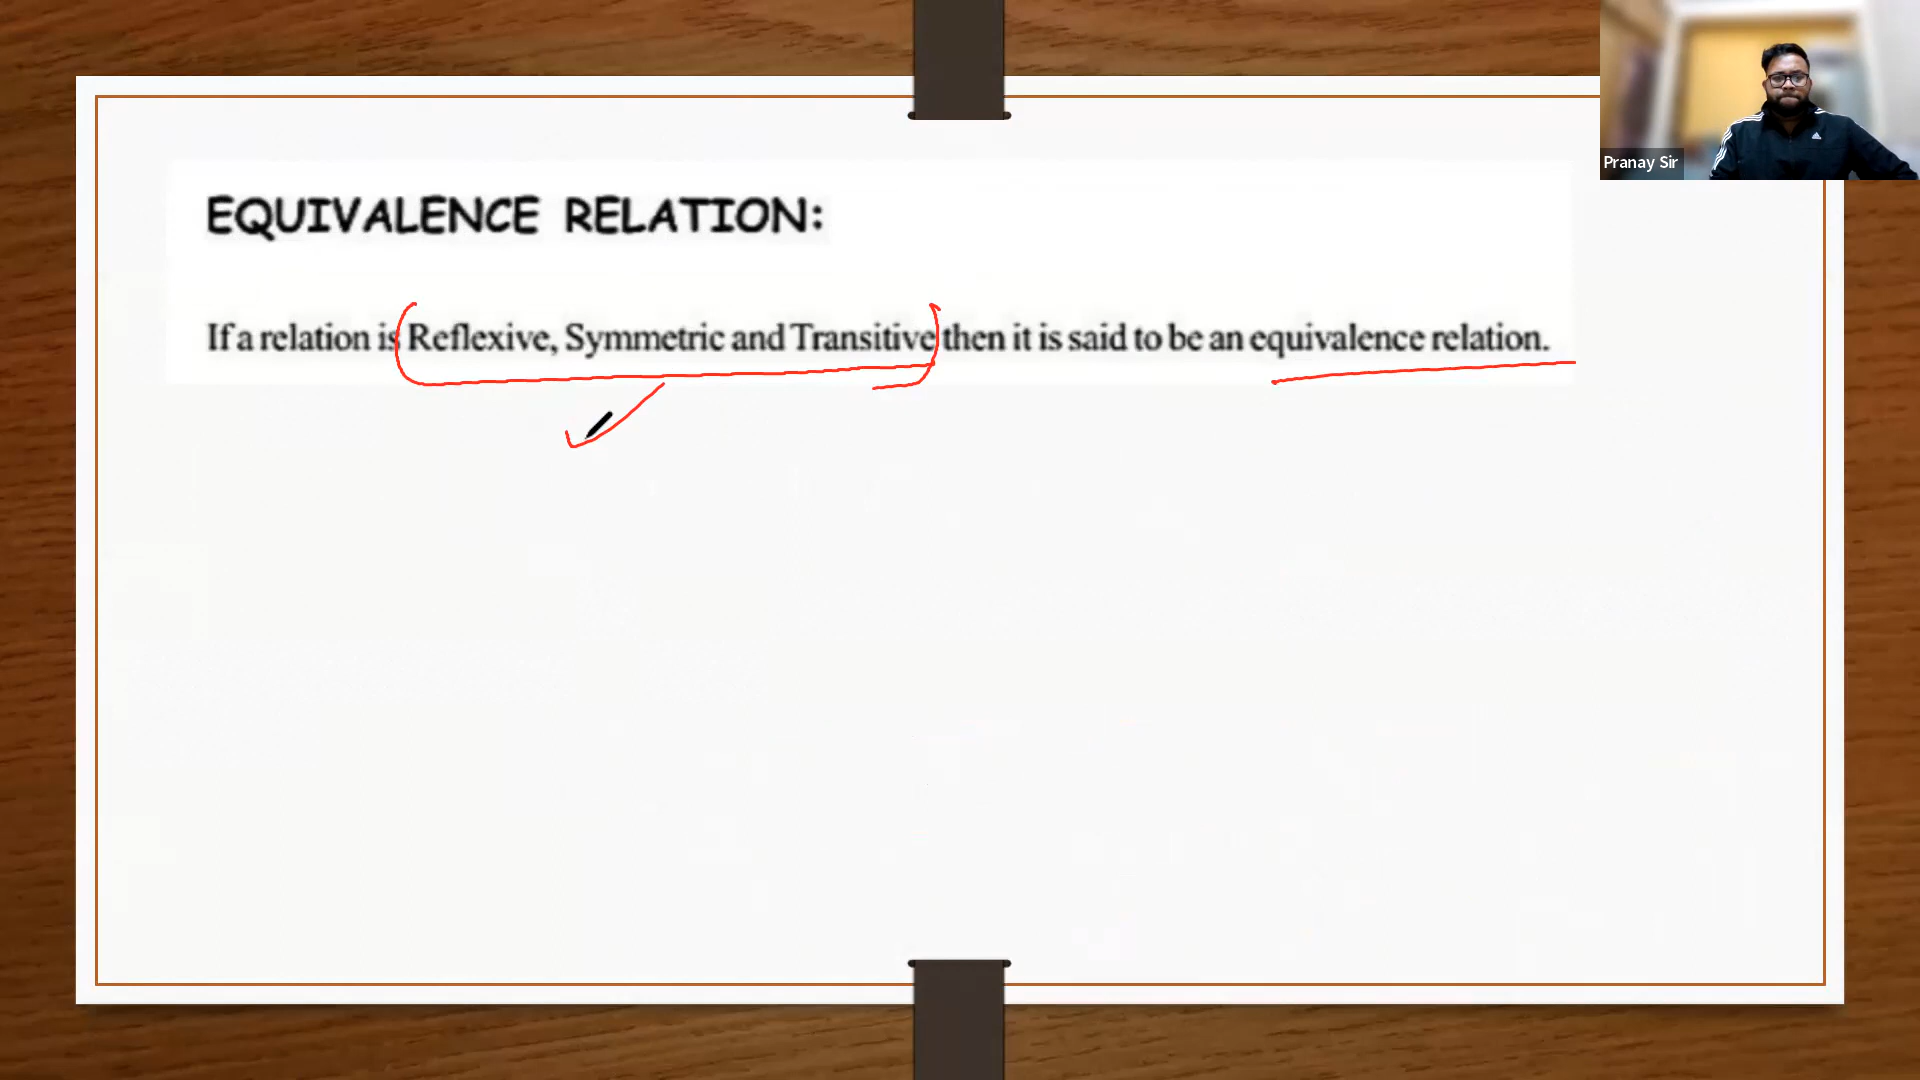 Pranay Sir
EQUIVALENCE RELATION:
If a relation is Reflexive, Symmetric and Transitive then it is said to be an equivalence relation.